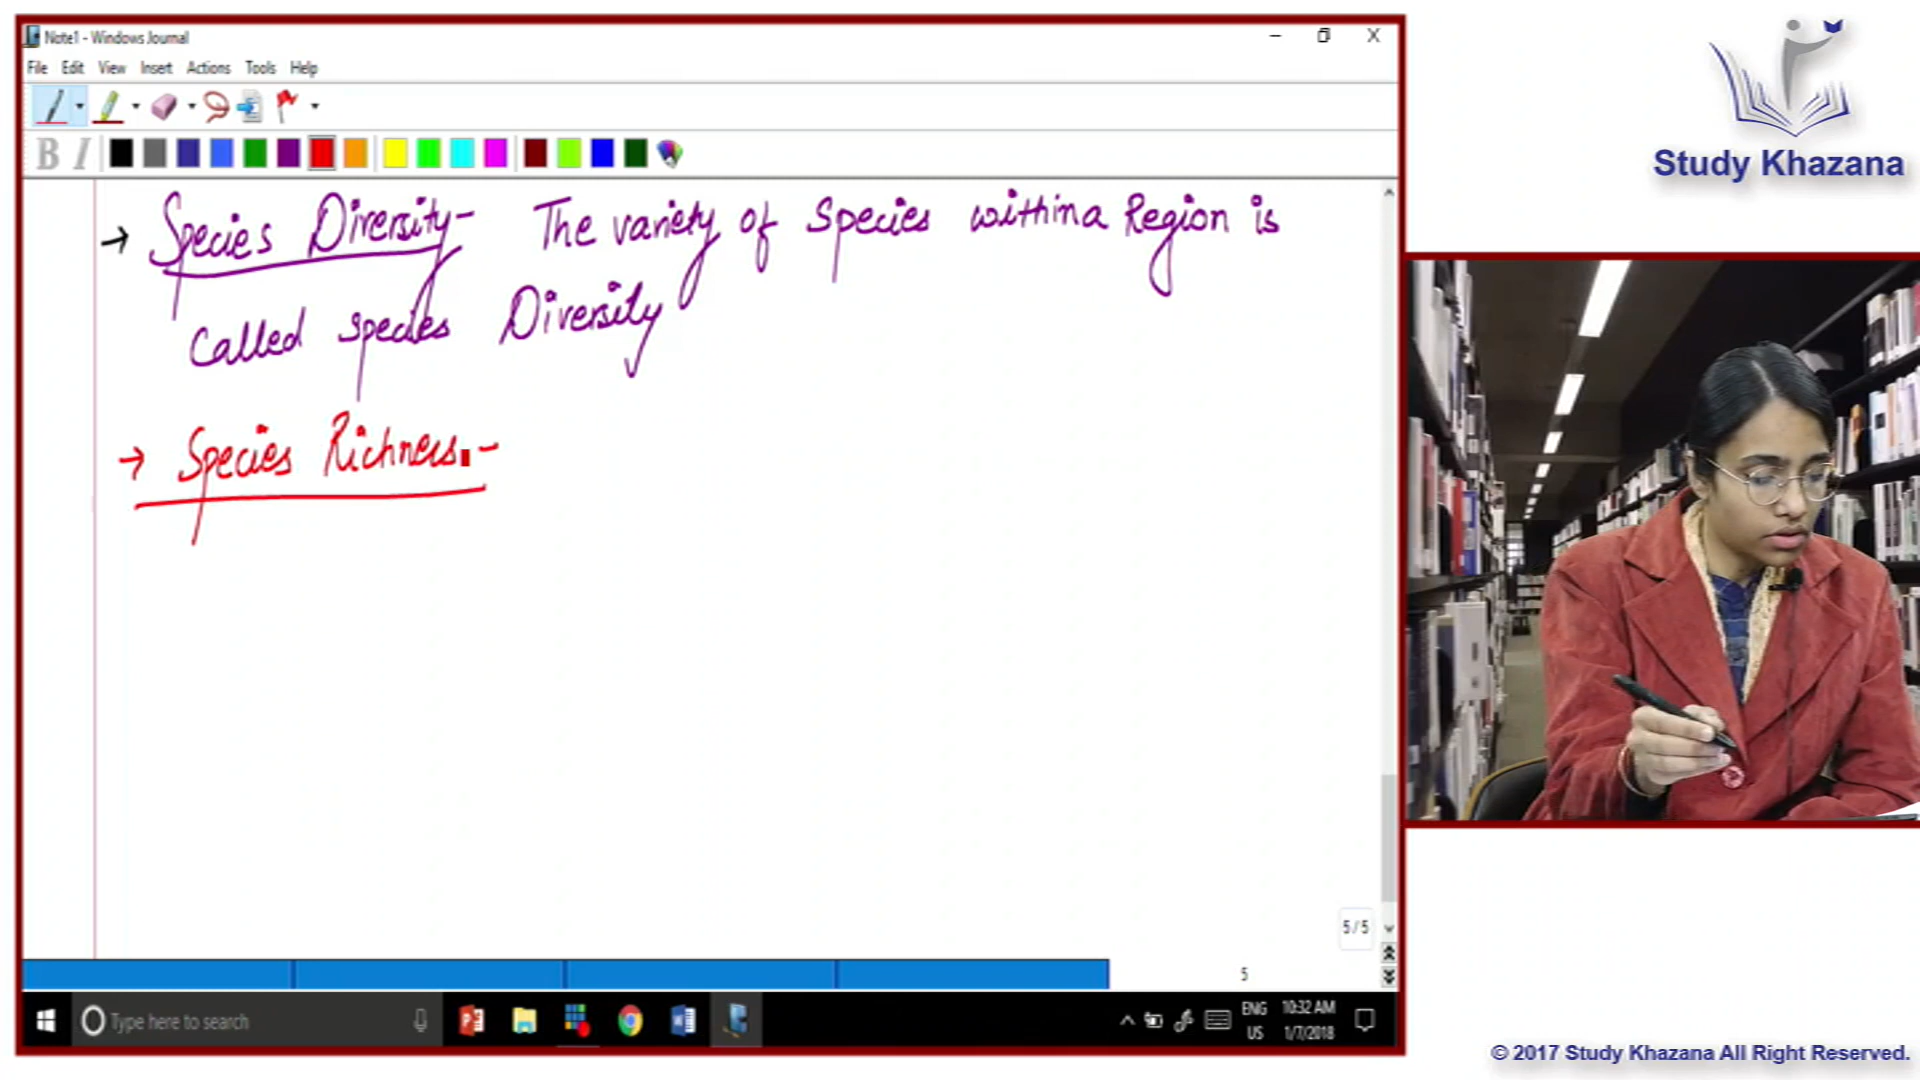 Note1 - Windows Journal
File Edit View Insert Actions Tools Help
B I
Study Khazana
→ Species Diversity - The variety of Species within a Region is
Called species Diversity
→ Species Richness. -
5 / 5
5
Type here to search
ENG
US
10:32 AM
1/7/2018
© 2017 Study Khazana All Right Reserved.